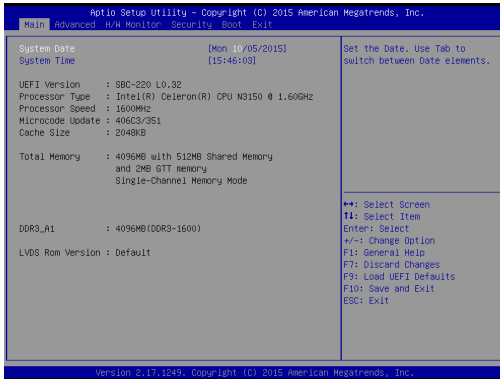 Aptio Setup Utility - Copyright (C) 2015 American Megatrends, Inc.
Main Advanced H/W Monitor Security Boot Exit
System Date [Mon 10/05/2015]
System Time [15:46:03]
UEFI Version : SBC-220 L0.32
Processor Type : Intel(R) Celeron(R) CPU N3150 @ 1.60GHz
Processor Speed : 1600MHz
Microcode Update : 406C3/351
Cache Size : 2048KB
Total Memory : 4096MB with 512MB Shared Memory
and 2MB GTT memory
Single-Channel Memory Mode
DDR3_A1 : 4096MB(DDR3-1600)
LVDS Rom Version : Default
Set the Date. Use Tab to
switch between Date elements.
↔: Select Screen
↑↓: Select Item
Enter: Select
+/-: Change Option
F1: General Help
F7: Discard Changes
F9: Load UEFI Defaults
F10: Save and Exit
ESC: Exit
Version 2.17.1249. Copyright (C) 2015 American Megatrends, Inc.